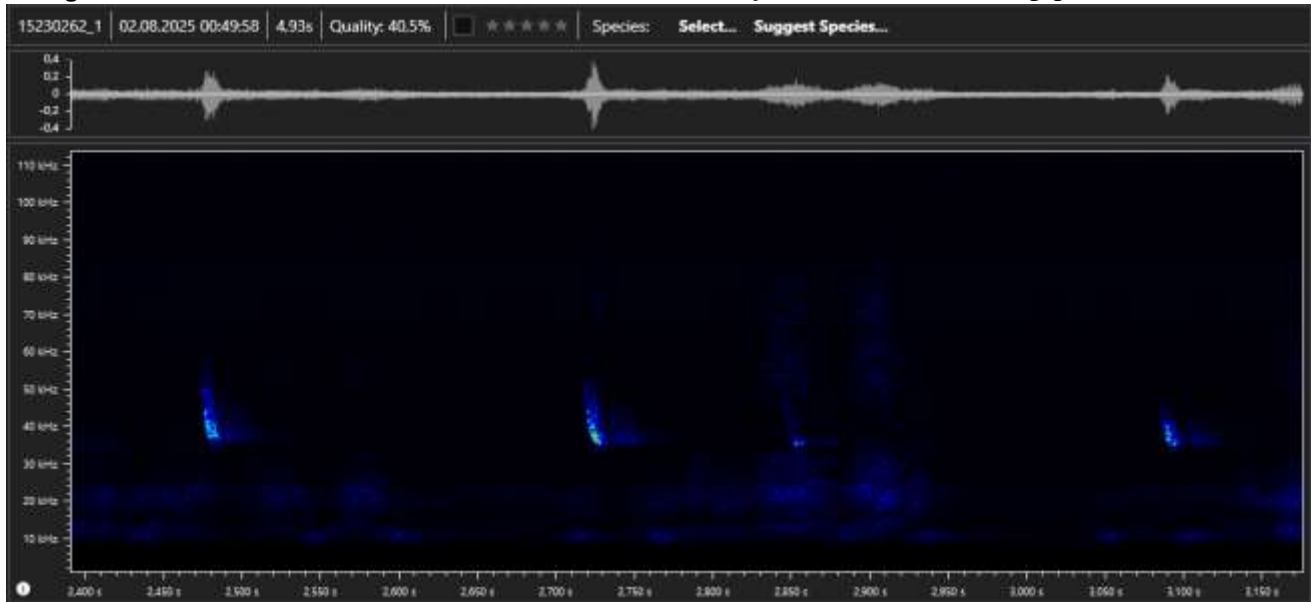 15230262_1 02.08.2025 00:49:58 4,93s Quality: 40.5% Species: Select... Suggest Species...
0,4
0,2
0
-0,2
-0,4
110 kHz
100 kHz
90 kHz
80 kHz
70 kHz
60 kHz
50 kHz
40 kHz
30 kHz
20 kHz
10 kHz
2,400 s 2,450 s 2,500 s 2,550 s 2,600 s 2,650 s 2,700 s 2,750 s 2,800 s 2,850 s 2,900 s 2,950 s 3,000 s 3,050 s 3,100 s 3,150 s